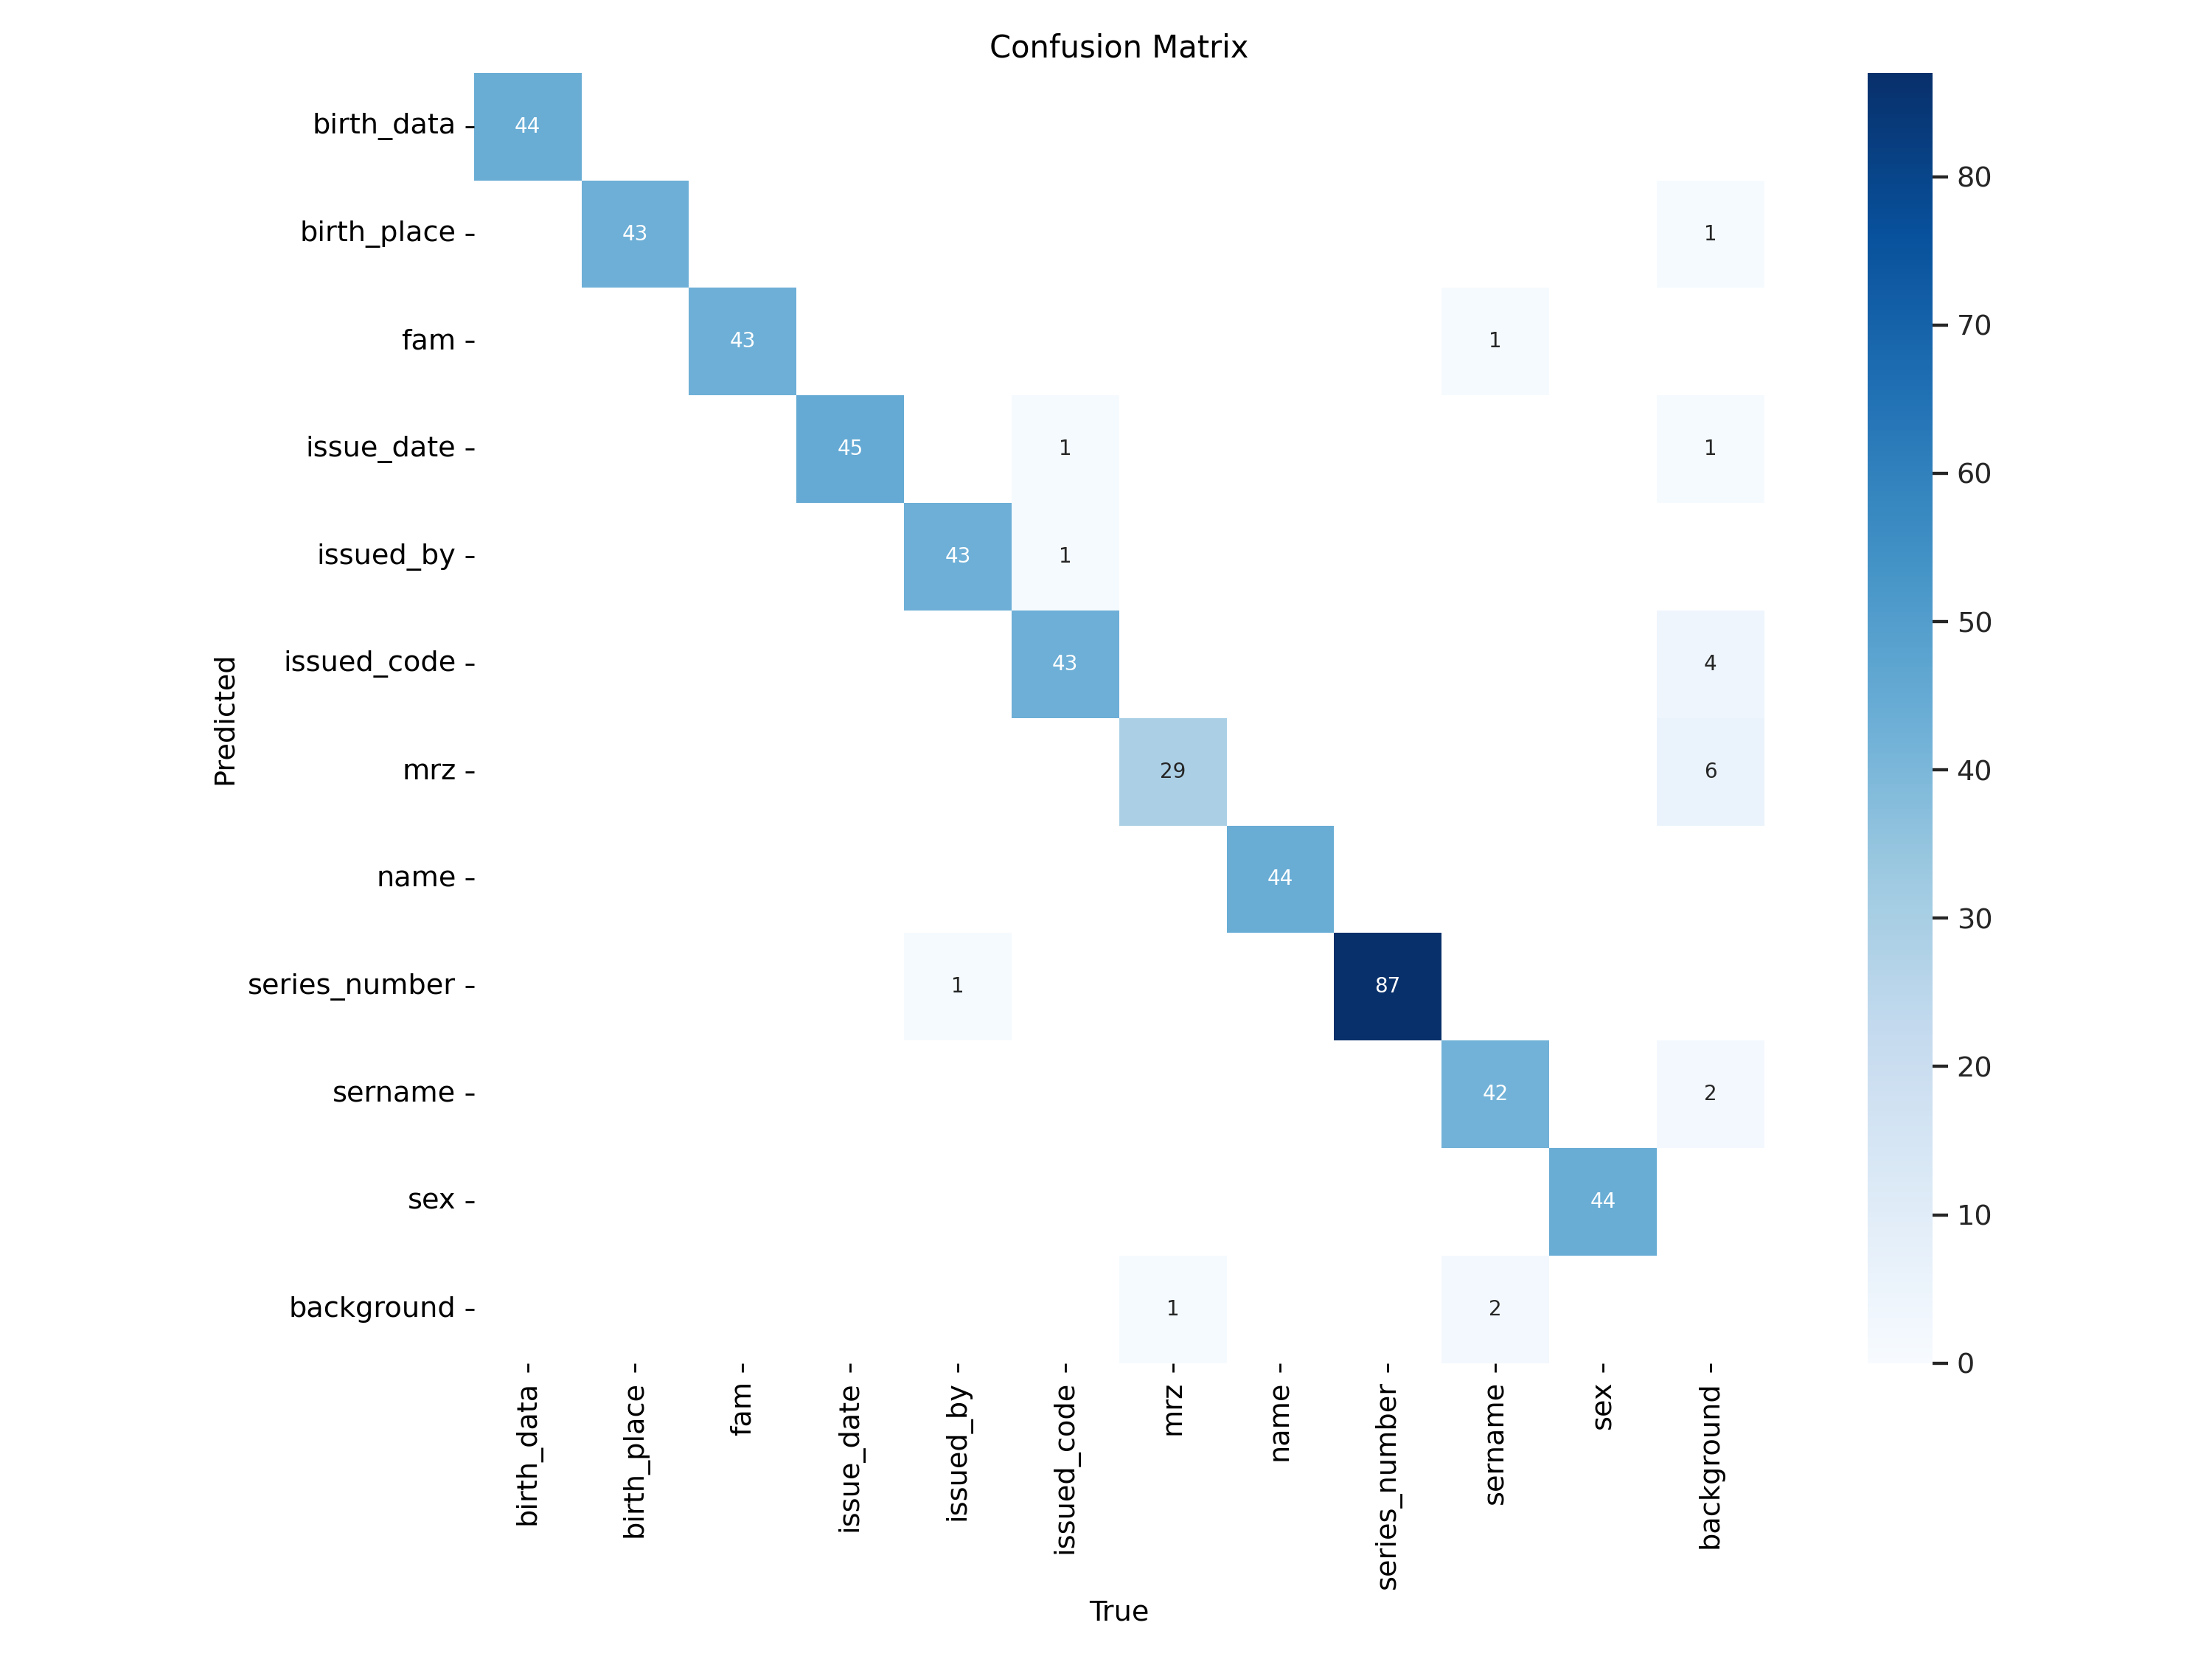 Confusion Matrix
birth_data 44
birth_place 43 1
fam 43 1
issue_date 45 1 1
issued_by 43 1
issued_code 43 4
mrz 29 6
name 44
series_number 1 87
sername 42 2
sex 44
background 1 2
Predicted
birth_data
birth_place
fam
issue_date
issued_by
issued_code
mrz
name
series_number
sername
sex
background
True
80
70
60
50
40
30
20
10
0